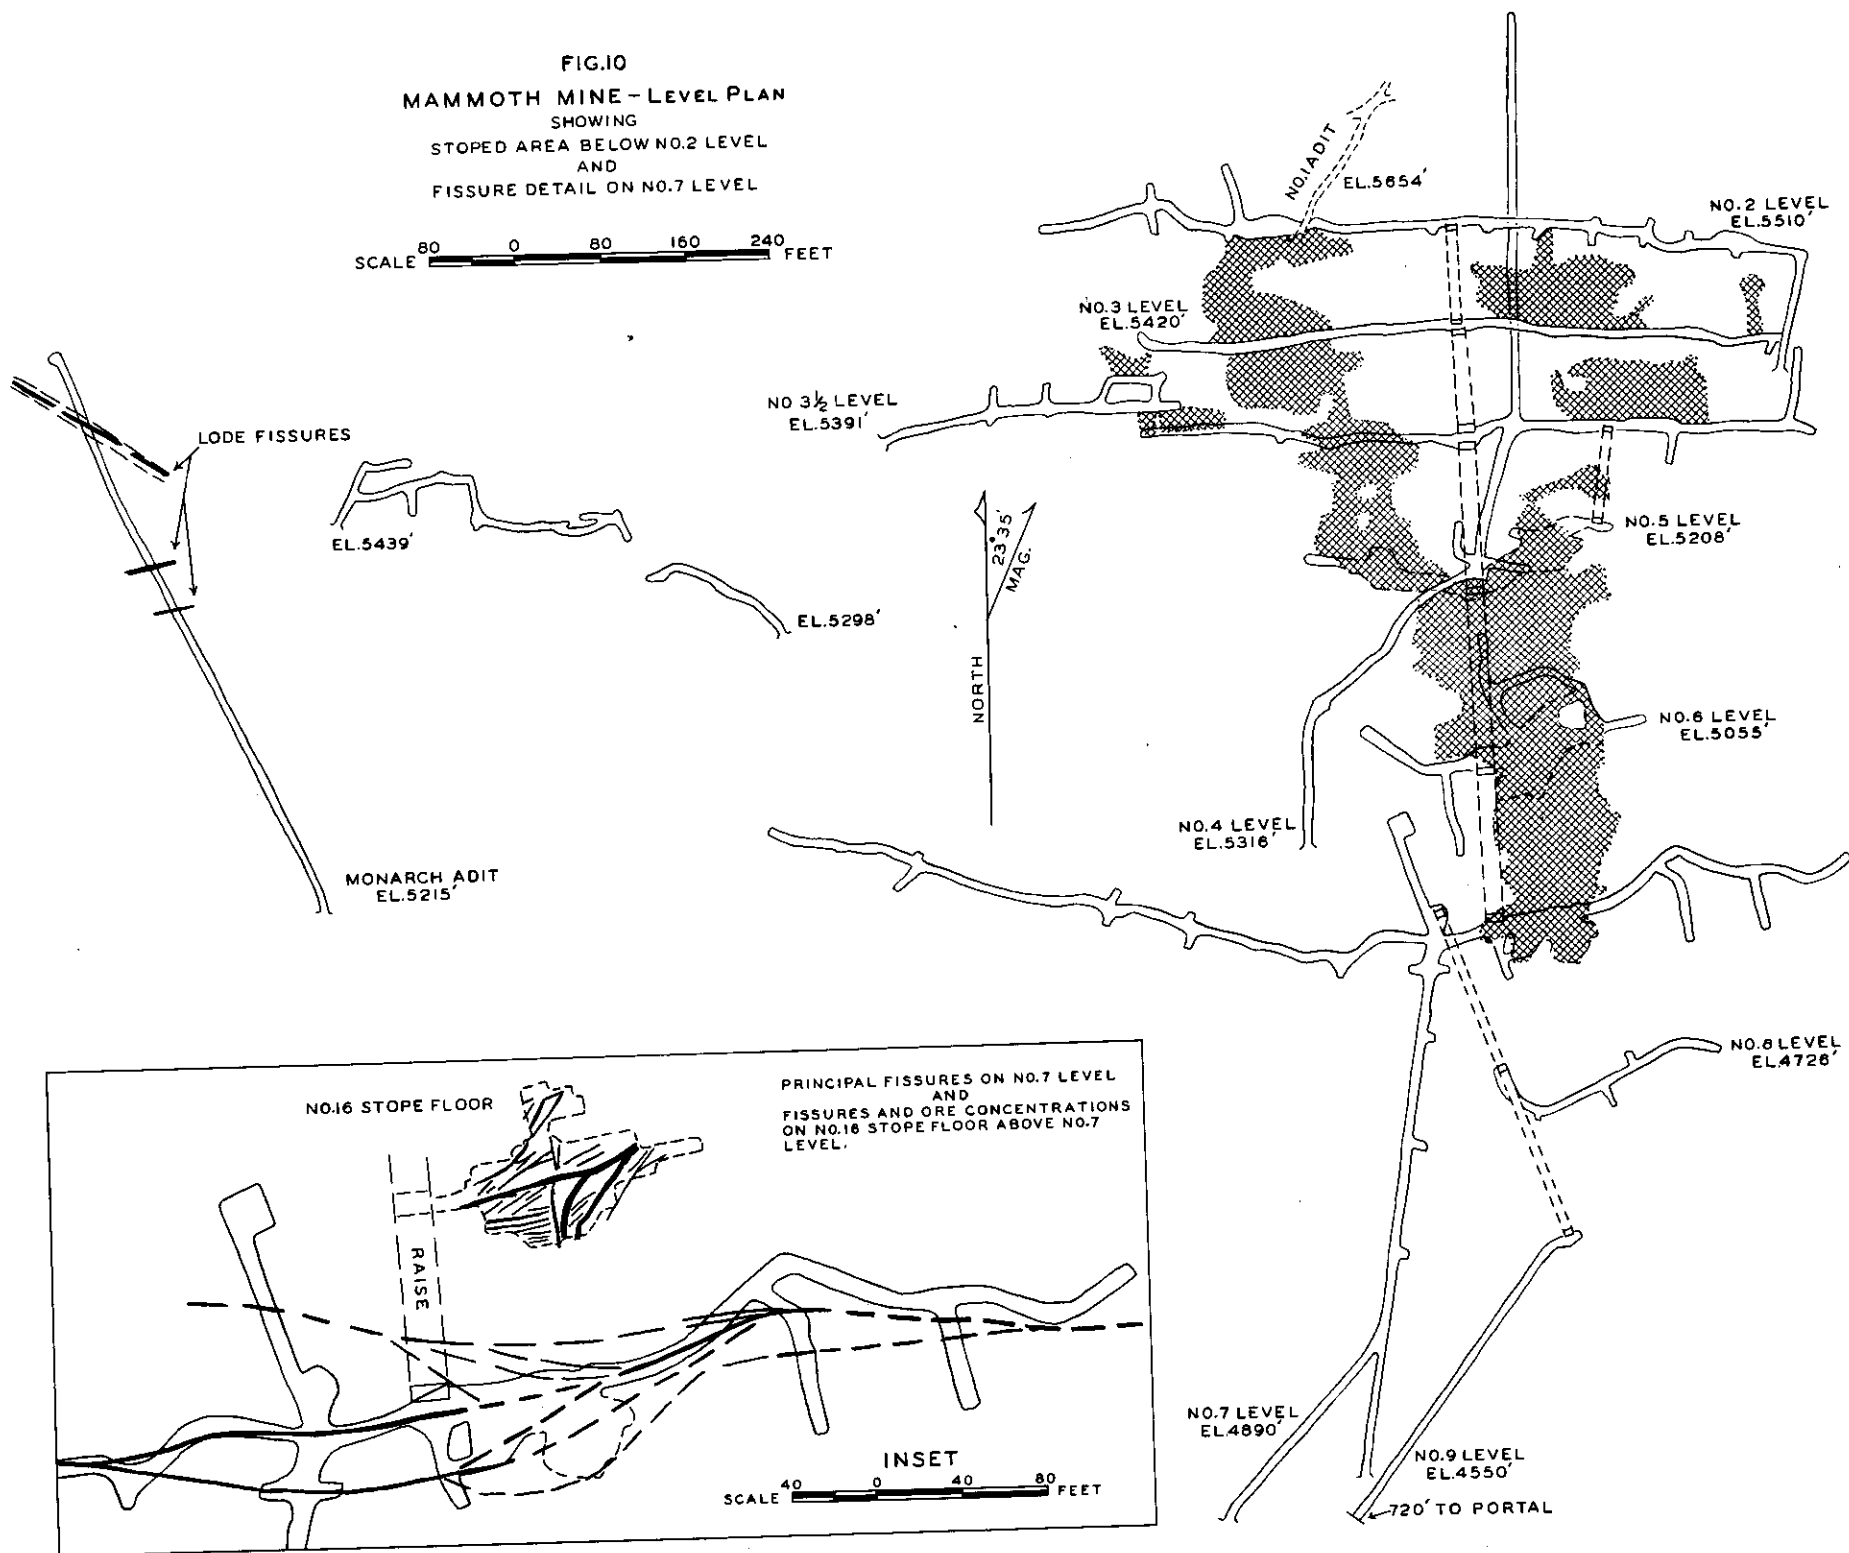 FIG.10
MAMMOTH MINE - LEVEL PLAN
SHOWING
STOPED AREA BELOW NO.2 LEVEL
AND
FISSURE DETAIL ON NO.7 LEVEL
SCALE 80 0 80 160 240 FEET
NO.1 ADIT
EL.5654'
NO.2 LEVEL
EL.5510'
NO.3 LEVEL
EL.5420'
NO 3½ LEVEL
EL.5391'
LODE FISSURES
EL.5439'
EL.5298'
NORTH
23°35'
MAG.
NO.5 LEVEL
EL.5208'
NO.6 LEVEL
EL.5055'
NO.4 LEVEL
EL.5316'
MONARCH ADIT
EL.5215'
NO.8 LEVEL
EL.4726'
NO.7 LEVEL
EL.4890'
NO.9 LEVEL
EL.4550'
720' TO PORTAL
NO.16 STOPE FLOOR
PRINCIPAL FISSURES ON NO.7 LEVEL
AND
FISSURES AND ORE CONCENTRATIONS
ON NO.16 STOPE FLOOR ABOVE NO.7
LEVEL.
RAISE
INSET
SCALE 40 0 40 80 FEET